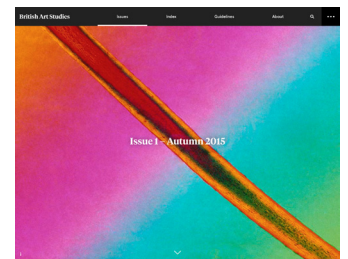 British Art Studies
Issues
Index
Guidelines
About
Issue 1 – Autumn 2015